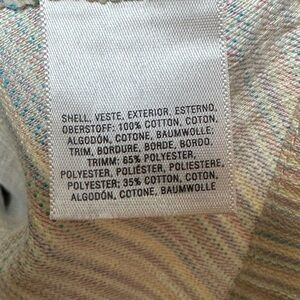 SHELL, VESTE, EXTERIOR, ESTERNO,
OBERSTOFF: 100% COTTON, COTON,
ALGODÓN, COTONE, BAUMWOLLE;
TRIM, BORDURE, BORDE, BORDO,
TRIMM: 65% POLYESTER,
POLYESTER, POLIÉSTER, POLIESTERE,
POLYESTER; 35% COTTON, COTON,
ALGODÓN, COTONE, BAUMWOLLE